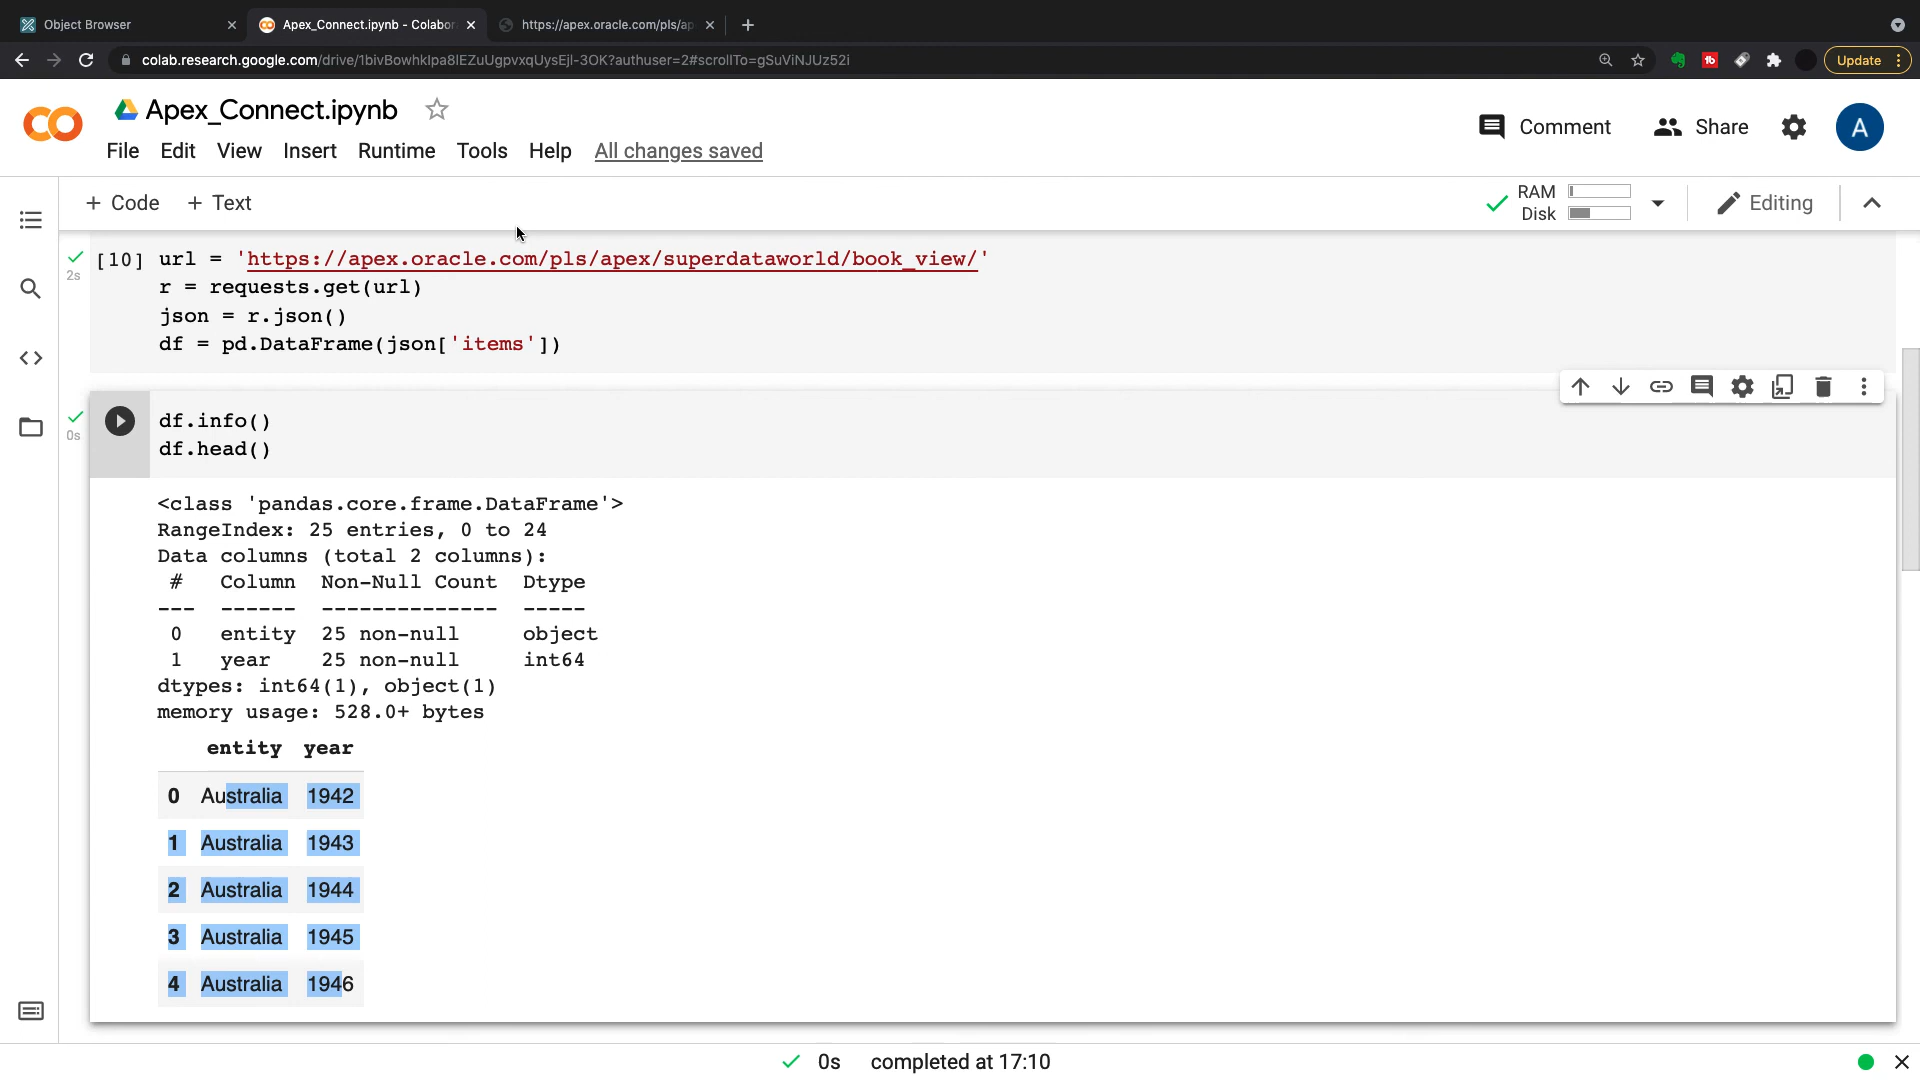 Object Browser
Apex_Connect.ipynb - Colabor
https://apex.oracle.com/pls/ap
colab.research.google.com/drive/1bivBowhkIpa8lEZuUgpvxqUysEjl-3OK?authuser=2#scrollTo=gSuViNJUz52i
Update
Apex_Connect.ipynb
Comment
Share
A
File Edit View Insert Runtime Tools Help All changes saved
+ Code + Text
RAM
Disk
Editing
2s
[10] url = 'https://apex.oracle.com/pls/apex/superdataworld/book_view/'
r = requests.get(url)
json = r.json()
df = pd.DataFrame(json['items'])
0s
df.info()
df.head()
<class 'pandas.core.frame.DataFrame'>
RangeIndex: 25 entries, 0 to 24
Data columns (total 2 columns):
# Column Non-Null Count Dtype
--- ------ -------------- -----
0 entity 25 non-null object
1 year 25 non-null int64
dtypes: int64(1), object(1)
memory usage: 528.0+ bytes
entity year
0 Australia 1942
1 Australia 1943
2 Australia 1944
3 Australia 1945
4 Australia 1946
0s completed at 17:10